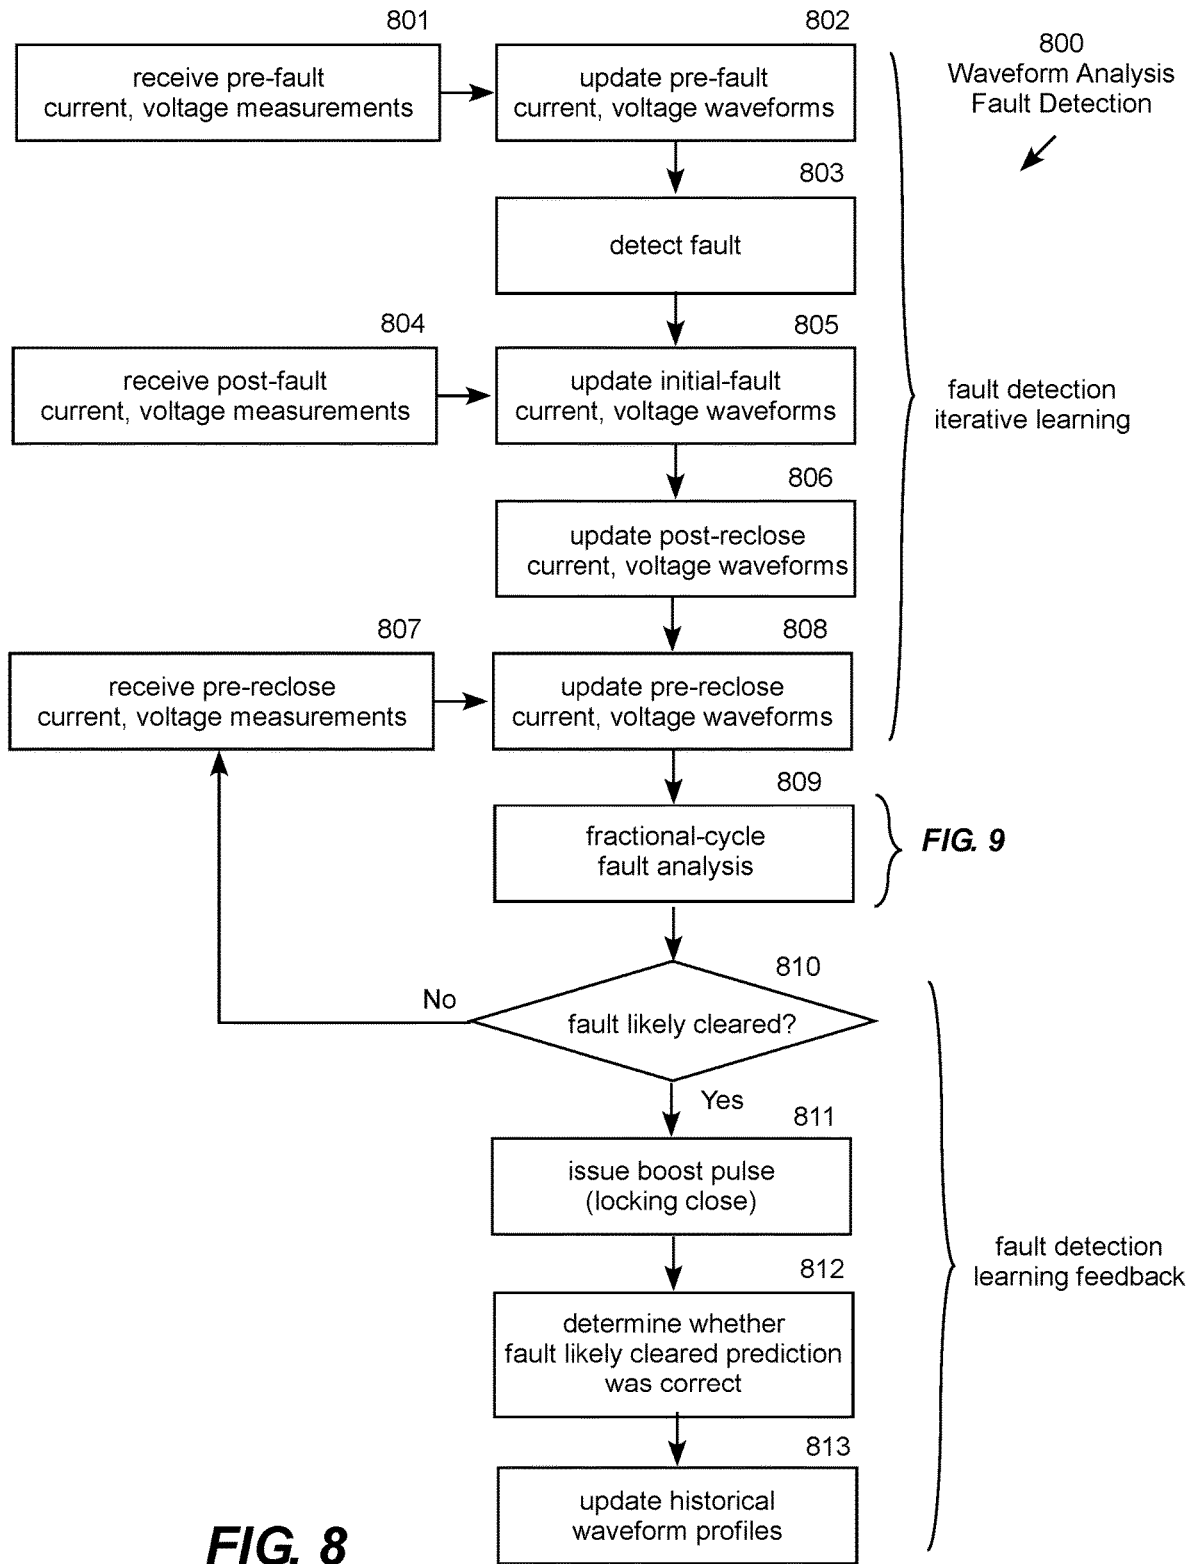 801
receive pre-fault
current, voltage measurements
802
update pre-fault
current, voltage waveforms
800
Waveform Analysis
Fault Detection
803
detect fault
804
receive post-fault
current, voltage measurements
805
update initial-fault
current, voltage waveforms
fault detection
iterative learning
806
update post-reclose
current, voltage waveforms
807
receive pre-reclose
current, voltage measurements
808
update pre-reclose
current, voltage waveforms
809
fractional-cycle
fault analysis
FIG. 9
810
fault likely cleared?
No
Yes
811
issue boost pulse
(locking close)
fault detection
learning feedback
812
determine whether
fault likely cleared prediction
was correct
813
update historical
waveform profiles
FIG. 8